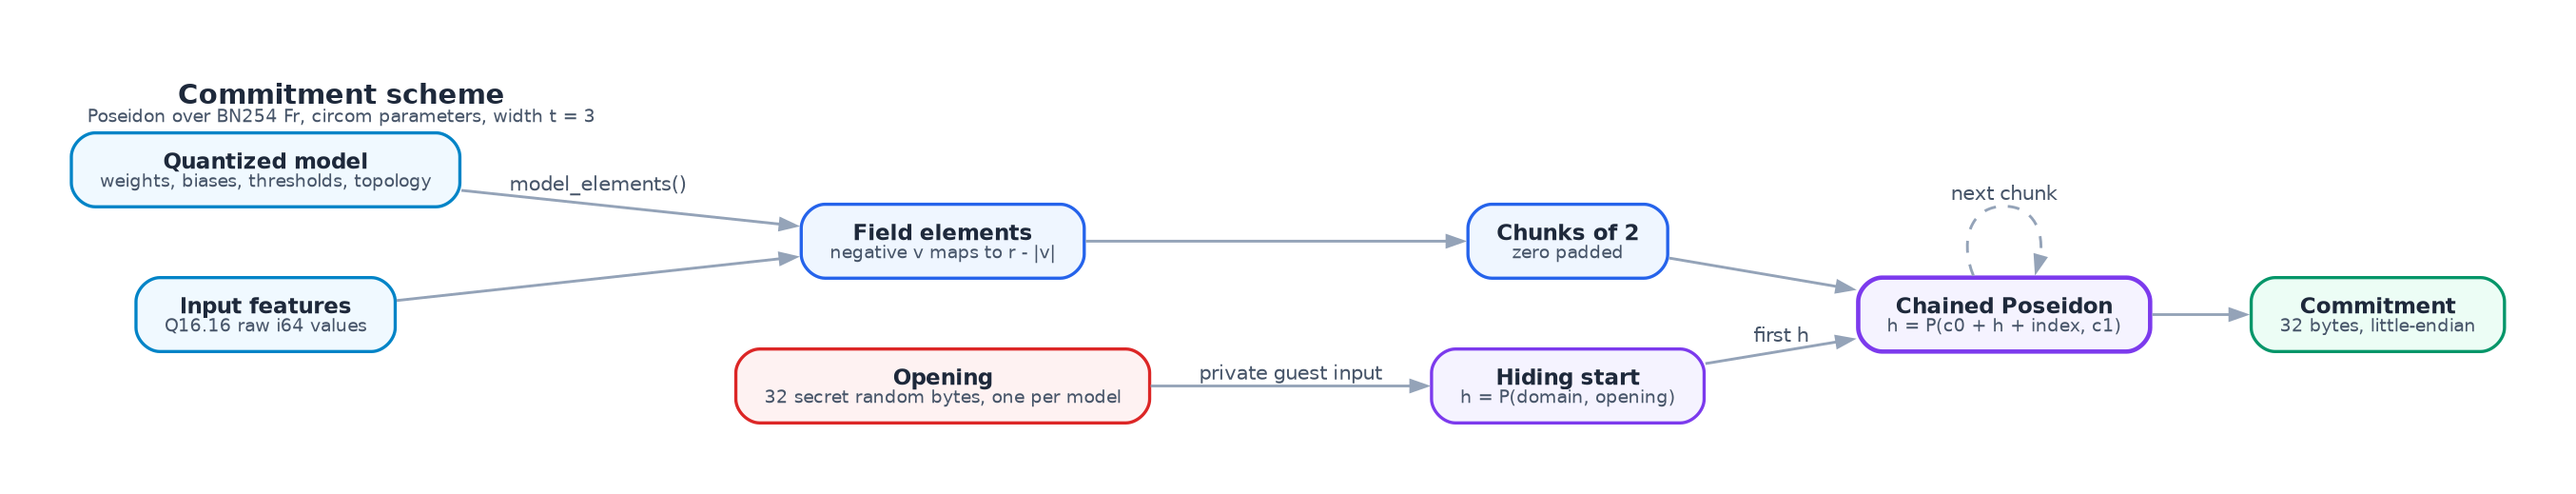 Commitment scheme
Poseidon over BN254 Fr, circom parameters, width t = 3
Quantized model
weights, biases, thresholds, topology
model_elements()
Input features
Q16.16 raw i64 values
Field elements
negative v maps to r - |v|
Chunks of 2
zero padded
Opening
32 secret random bytes, one per model
private guest input
Hiding start
h = P(domain, opening)
first h
next chunk
Chained Poseidon
h = P(c0 + h + index, c1)
Commitment
32 bytes, little-endian